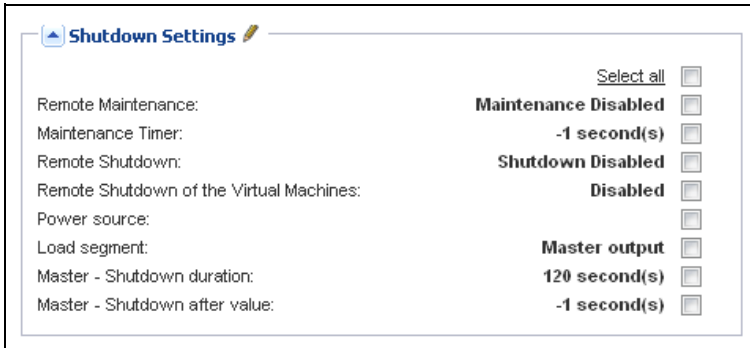 Shutdown Settings
Select all
Remote Maintenance: Maintenance Disabled
Maintenance Timer: -1 second(s)
Remote Shutdown: Shutdown Disabled
Remote Shutdown of the Virtual Machines: Disabled
Power source:
Load segment: Master output
Master - Shutdown duration: 120 second(s)
Master - Shutdown after value: -1 second(s)